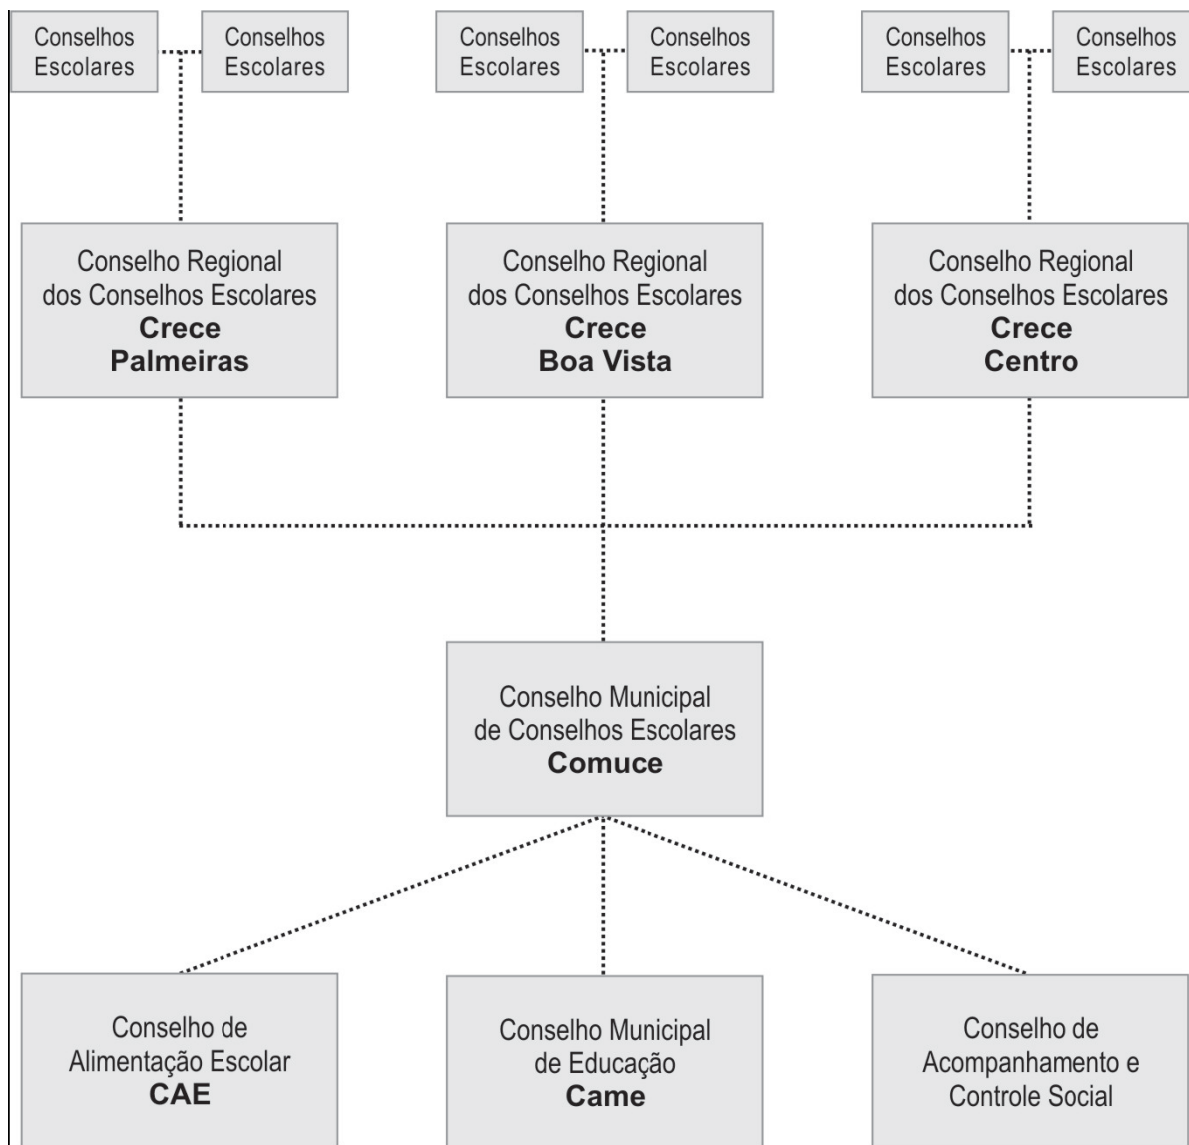 Conselhos
Escolares
Conselhos
Escolares
Conselhos
Escolares
Conselhos
Escolares
Conselhos
Escolares
Conselhos
Escolares
Conselho Regional
dos Conselhos Escolares
Crece
Palmeiras
Conselho Regional
dos Conselhos Escolares
Crece
Boa Vista
Conselho Regional
dos Conselhos Escolares
Crece
Centro
Conselho Municipal
de Conselhos Escolares
Comuce
Conselho de
Alimentação Escolar
CAE
Conselho Municipal
de Educação
Came
Conselho de
Acompanhamento e
Controle Social